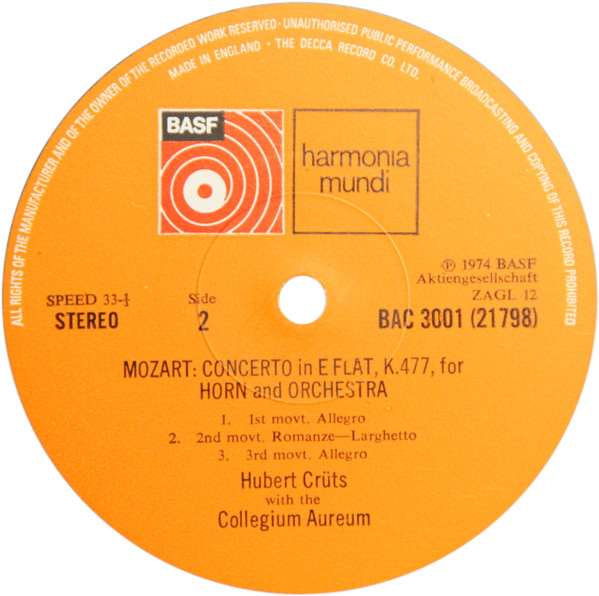 ALL RIGHTS OF THE MANUFACTURER AND OF THE OWNER OF THE RECORDED WORK RESERVED · UNAUTHORISED PUBLIC PERFORMANCE BROADCASTING AND COPYING OF THIS RECORD PROHIBITED
MADE IN ENGLAND · THE DECCA RECORD CO. LTD.
BASF
harmonia
mundi
℗ 1974 BASF
Aktiengesellschaft
ZAGL 12
SPEED 33-⅓ Side
STEREO 2 BAC 3001 (21798)
MOZART: CONCERTO in E FLAT, K.477, for
HORN and ORCHESTRA
1. 1st movt. Allegro
2. 2nd movt. Romanze—Larghetto
3. 3rd movt. Allegro
Hubert Crüts
with the
Collegium Aureum